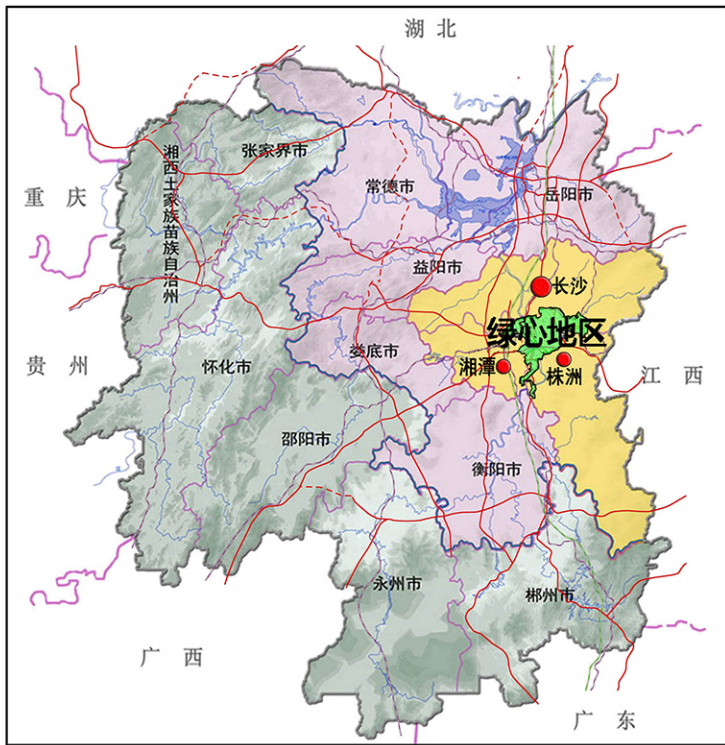 湖北
张家界市
湘西土家族苗族自治州
常德市
岳阳市
重庆
益阳市
长沙
绿心地区
娄底市
湘潭
株洲
贵州
怀化市
江西
邵阳市
衡阳市
永州市
郴州市
广西
广东